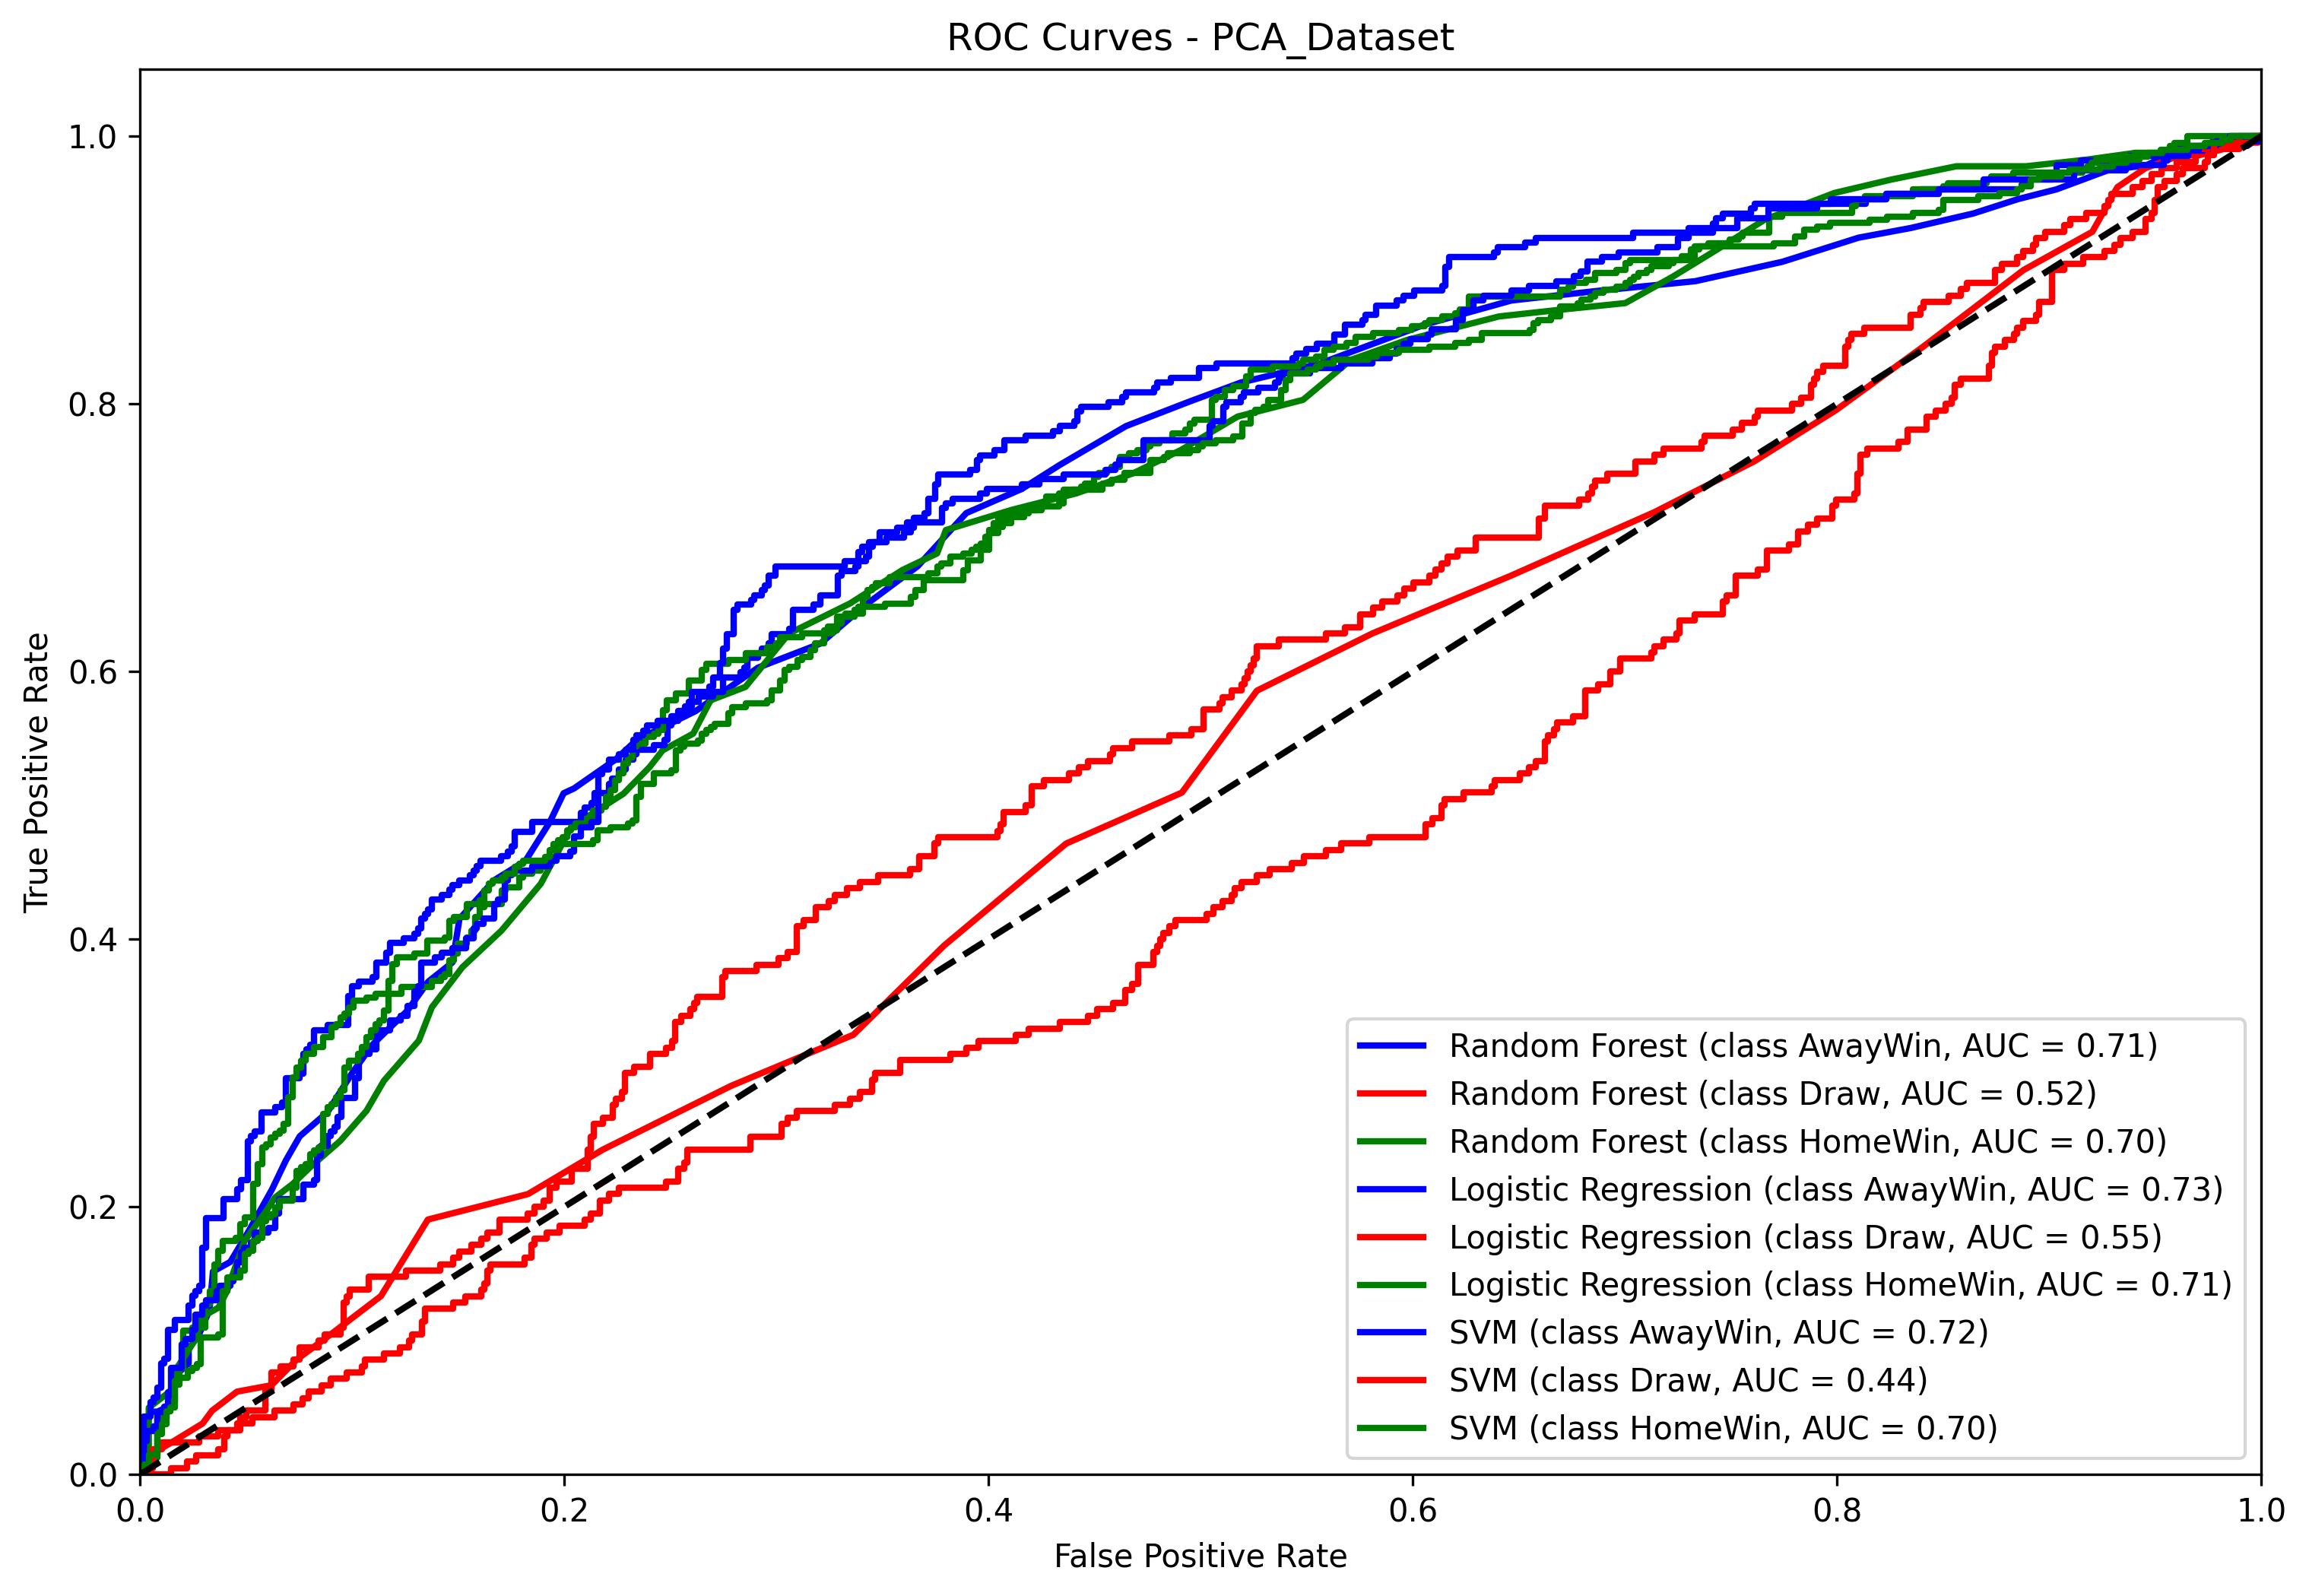 ROC Curves - PCA_Dataset
1.0
0.8
0.6
0.4
0.2
0.0
True Positive Rate
Random Forest (class AwayWin, AUC = 0.71)
Random Forest (class Draw, AUC = 0.52)
Random Forest (class HomeWin, AUC = 0.70)
Logistic Regression (class AwayWin, AUC = 0.73)
Logistic Regression (class Draw, AUC = 0.55)
Logistic Regression (class HomeWin, AUC = 0.71)
SVM (class AwayWin, AUC = 0.72)
SVM (class Draw, AUC = 0.44)
SVM (class HomeWin, AUC = 0.70)
0.0 0.2 0.4 0.6 0.8 1.0
False Positive Rate